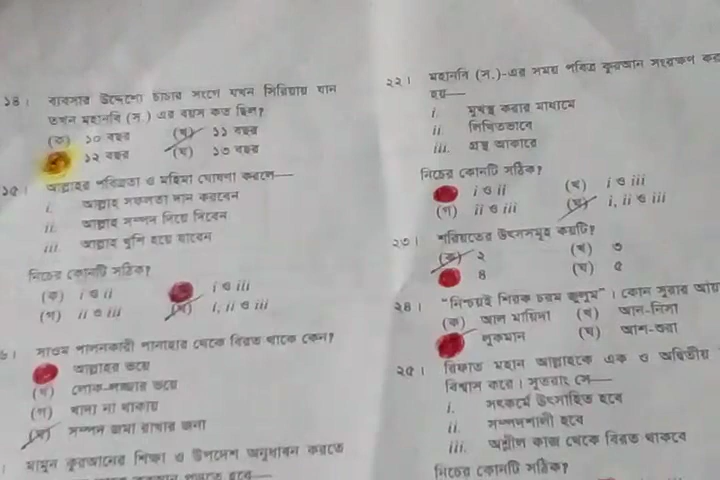 ১৪। ব্যবসার উদ্দেশ্যে চাচার সংগে যখন সিরিয়ায় যান
তখন মহানবি (স.) এর বয়স কত ছিল?
(ক) ১০ বছর (খ) ১১ বছর
১২ বছর (ঘ) ১৩ বছর
১৫। আল্লাহর পবিত্রতা ও মহিমা ঘোষণা করলে—
i. আল্লাহ সফলতা দান করবেন
ii. আল্লাহ সম্পদ দিয়ে দিবেন
iii. আল্লাহ খুশি হয়ে যাবেন
নিচের কোনটি সঠিক?
(ক) i ও ii i ও iii
(গ) ii ও iii (ঘ) i, ii ও iii
৬। সাওম পালনকারী পানাহার থেকে বিরত থাকে কেন?
আল্লাহর ভয়ে
(খ) লোক-লজ্জার ভয়ে
(গ) খাদ্য না থাকায়
(ঘ) সম্পদ জমা রাখার জন্য
। মামুন কুরআনের শিক্ষা ও উপদেশ অনুধাবন করতে
২২। মহানবি (স.)-এর সময় পবিত্র কুরআন সংরক্ষণ কর
হয়—
i. মুখস্থ করার মাধ্যমে
ii. লিখিতভাবে
iii. গ্রন্থ আকারে
নিচের কোনটি সঠিক?
i ও ii (খ) i ও iii
(গ) ii ও iii (ঘ) i, ii ও iii
২৩। শরিয়তের উৎসসমূহ কয়টি?
(ক) ২ (খ) ৩
৪ (ঘ) ৫
২৪। “নিশ্চয়ই শিরক চরম জুলুম”। কোন সুরার আয়া
(ক) আল মায়িদা (খ) আন-নিসা
লুকমান (ঘ) আশ-শুরা
২৫। রিফাত মহান আল্লাহকে এক ও অদ্বিতীয়
বিশ্বাস করে। সুতরাং সে—
i. সৎকর্মে উৎসাহিত হবে
ii. সম্পদশালী হবে
iii. অশ্লীল কাজ থেকে বিরত থাকবে
নিচের কোনটি সঠিক?